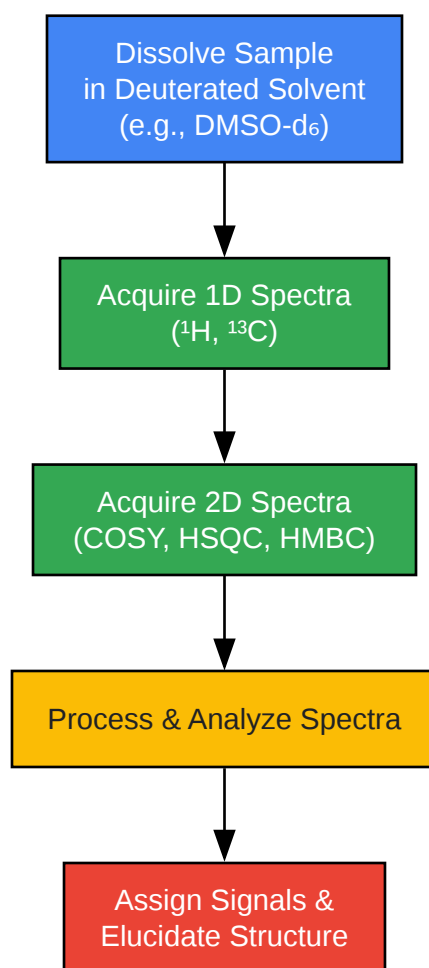 Dissolve Sample
in Deuterated Solvent
(e.g., DMSO-d₆)
Acquire 1D Spectra
(¹H, ¹³C)
Acquire 2D Spectra
(COSY, HSQC, HMBC)
Process & Analyze Spectra
Assign Signals &
Elucidate Structure